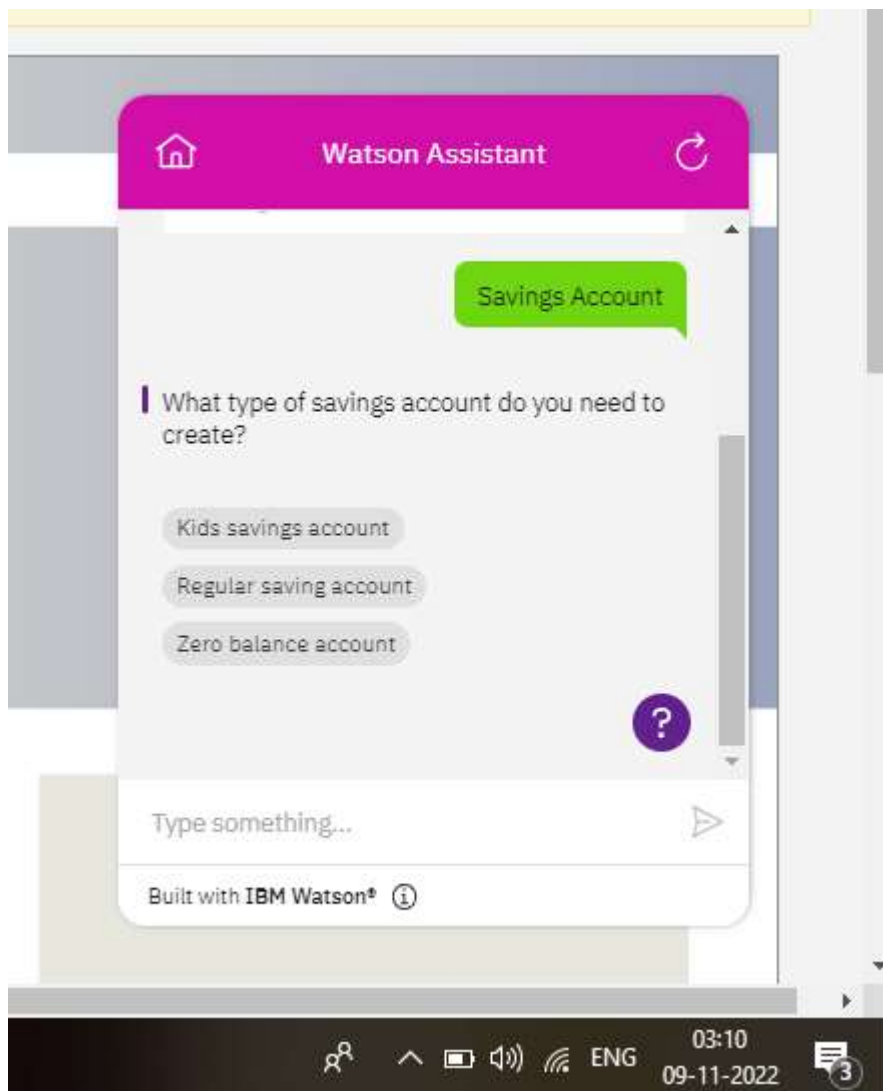 Watson Assistant
Savings Account
What type of savings account do you need to
create?
Kids savings account
Regular saving account
Zero balance account
?
Type something...
Built with IBM Watson®
03:10
ENG
09-11-2022
3